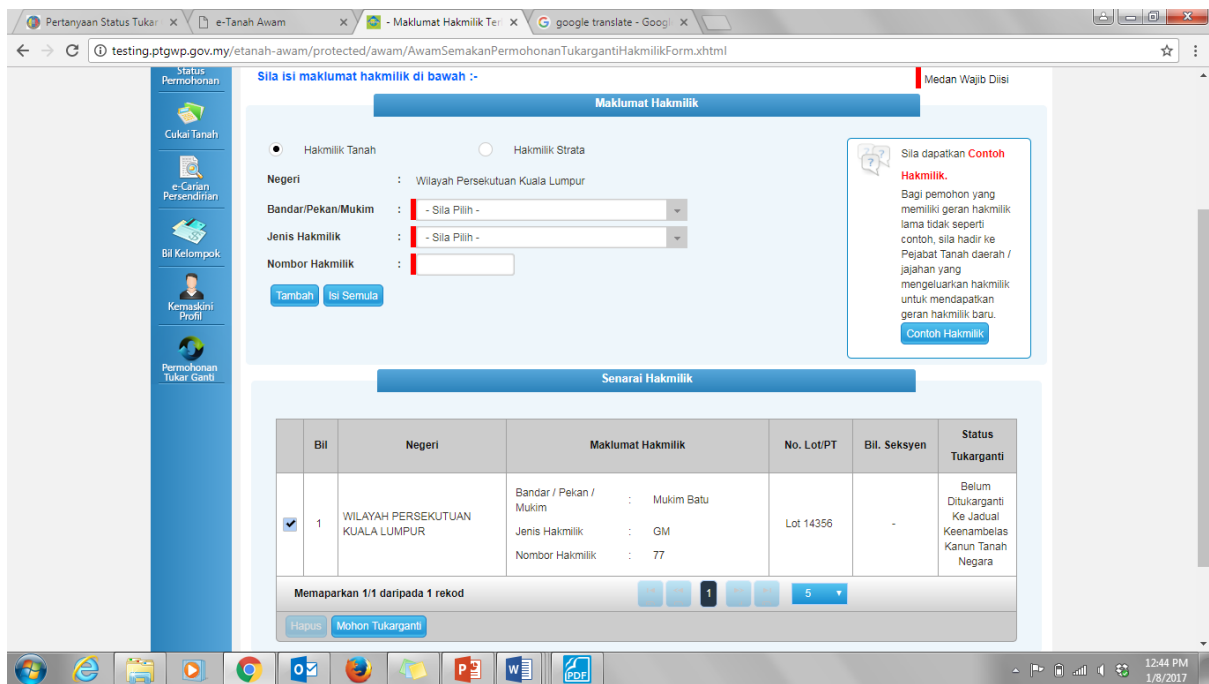 Pertanyaan Status Tukar
e-Tanah Awam
- Maklumat Hakmilik Ter
google translate - Googl
testing.ptgwp.gov.my/etanah-awam/protected/awam/AwamSemakanPermohonanTukargantiHakmilikForm.xhtml
Status
Permohonan
Cukai Tanah
e-Carian
Persendirian
Bil Kelompok
Kemaskini
Profil
Permohonan
Tukar Ganti
Sila isi maklumat hakmilik di bawah :-
Medan Wajib Diisi
Maklumat Hakmilik
Hakmilik Tanah
Hakmilik Strata
Negeri : Wilayah Persekutuan Kuala Lumpur
Bandar/Pekan/Mukim : - Sila Pilih -
Jenis Hakmilik : - Sila Pilih -
Nombor Hakmilik :
Tambah
Isi Semula
Sila dapatkan Contoh
Hakmilik.
Bagi pemohon yang
memiliki geran hakmilik
lama tidak seperti
contoh, sila hadir ke
Pejabat Tanah daerah /
jajahan yang
mengeluarkan hakmilik
untuk mendapatkan
geran hakmilik baru.
Contoh Hakmilik
Senarai Hakmilik
Bil
Negeri
Maklumat Hakmilik
No. Lot/PT
Bil. Seksyen
Status
Tukarganti
1
WILAYAH PERSEKUTUAN
KUALA LUMPUR
Bandar / Pekan /
Mukim
: Mukim Batu
Jenis Hakmilik : GM
Nombor Hakmilik : 77
Lot 14356
-
Belum
Ditukarganti
Ke Jadual
Keenambelas
Kanun Tanah
Negara
Memaparkan 1/1 daripada 1 rekod
1
5
Hapus
Mohon Tukarganti
PDF
12:44 PM
1/8/2017